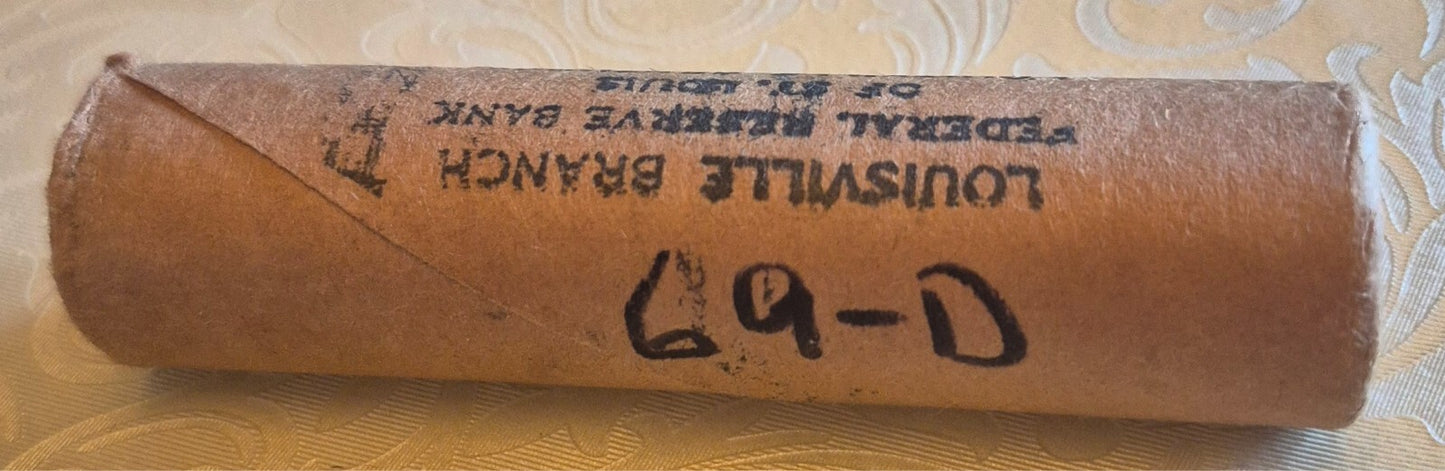 LOUISVILLE BRANCH
FEDERAL RESERVE BANK
OF ST. LOUIS
69-D